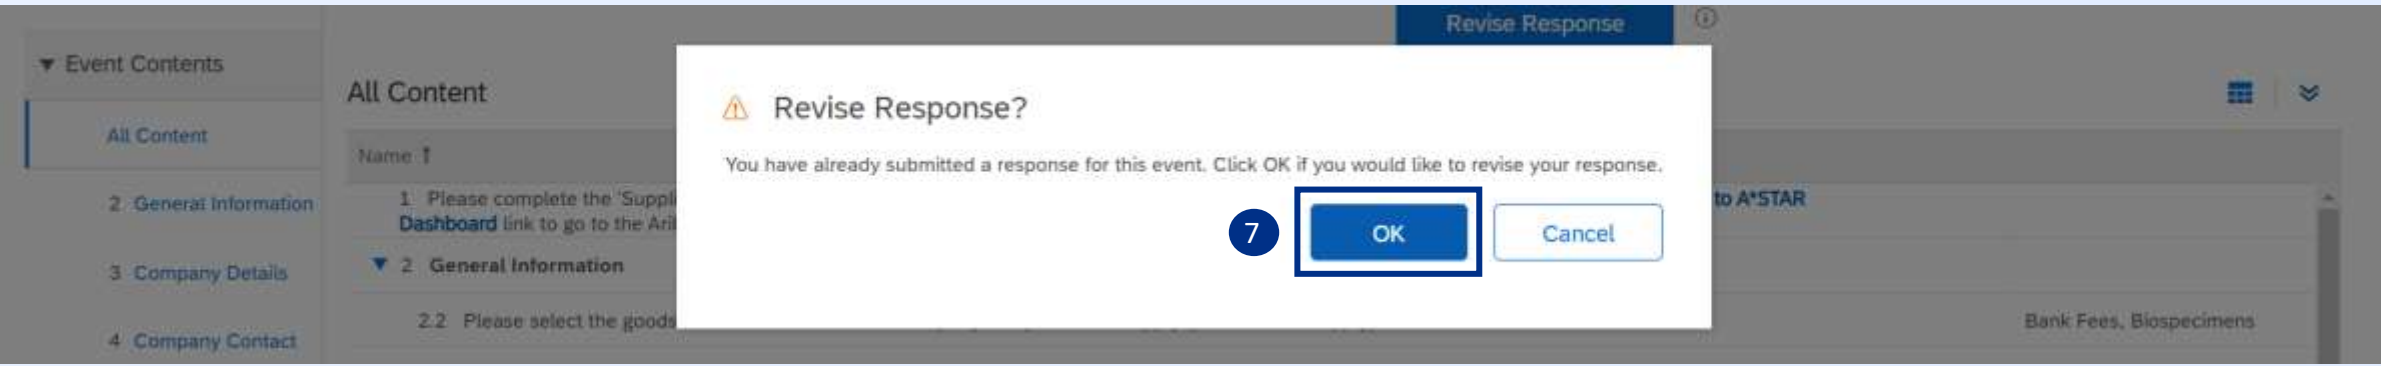 Revise Response
Event Contents
All Content
2 General Information
3 Company Details
4 Company Contact
All Content
Name ↑
1 Please complete the 'Suppli
to A*STAR
Dashboard link to go to the Ari
2 General Information
2.2 Please select the goods
Bank Fees, Biospecimens
Revise Response?
You have already submitted a response for this event. Click OK if you would like to revise your response.
7
OK
Cancel